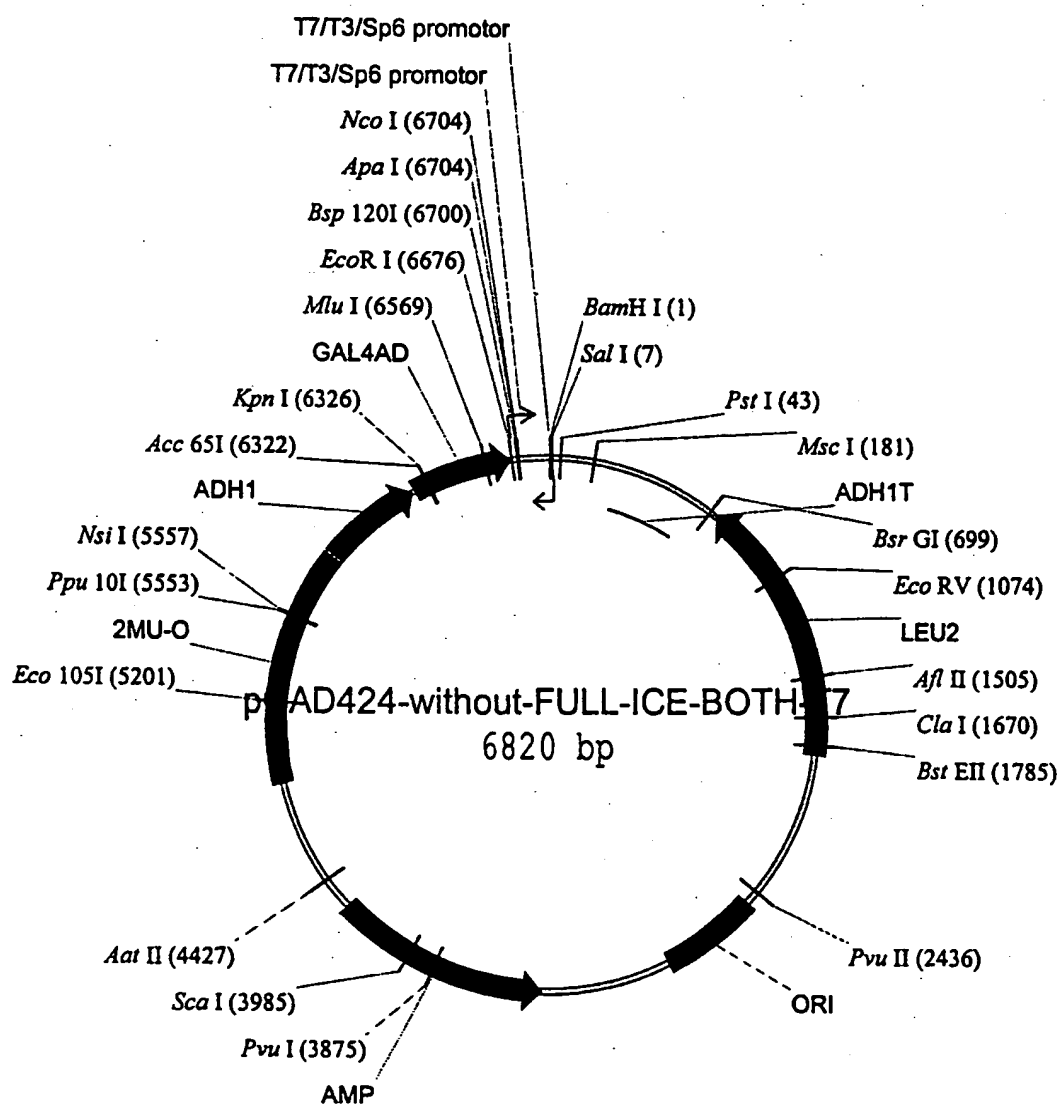 T7/T3/Sp6 promotor
T7/T3/Sp6 promotor
Nco I (6704)
Apa I (6704)
Bsp 120I (6700)
EcoR I (6676)
Mlu I (6569)
GAL4AD
Kpn I (6326)
Acc 65I (6322)
ADH1
Nsi I (5557)
Ppu 10I (5553)
2MU-O
Eco 105I (5201)
BamH I (1)
Sal I (7)
Pst I (43)
Msc I (181)
ADH1T
Bsr GI (699)
Eco RV (1074)
LEU2
Afl II (1505)
Cla I (1670)
Bst EII (1785)
AD424-without-FULL-ICE-BOTH
6820 bp
Aat II (4427)
Sca I (3985)
Pvu I (3875)
AMP
Pvu II (2436)
ORI